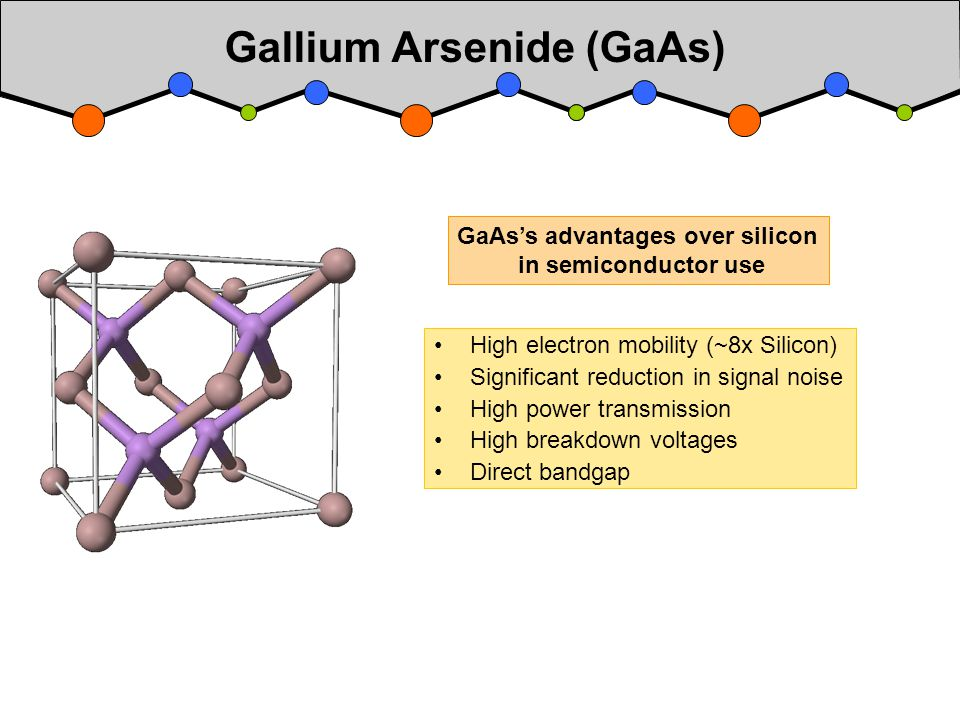 Gallium Arsenide (GaAs)
GaAs’s advantages over silicon
in semiconductor use
• High electron mobility (~8x Silicon)
• Significant reduction in signal noise
• High power transmission
• High breakdown voltages
• Direct bandgap